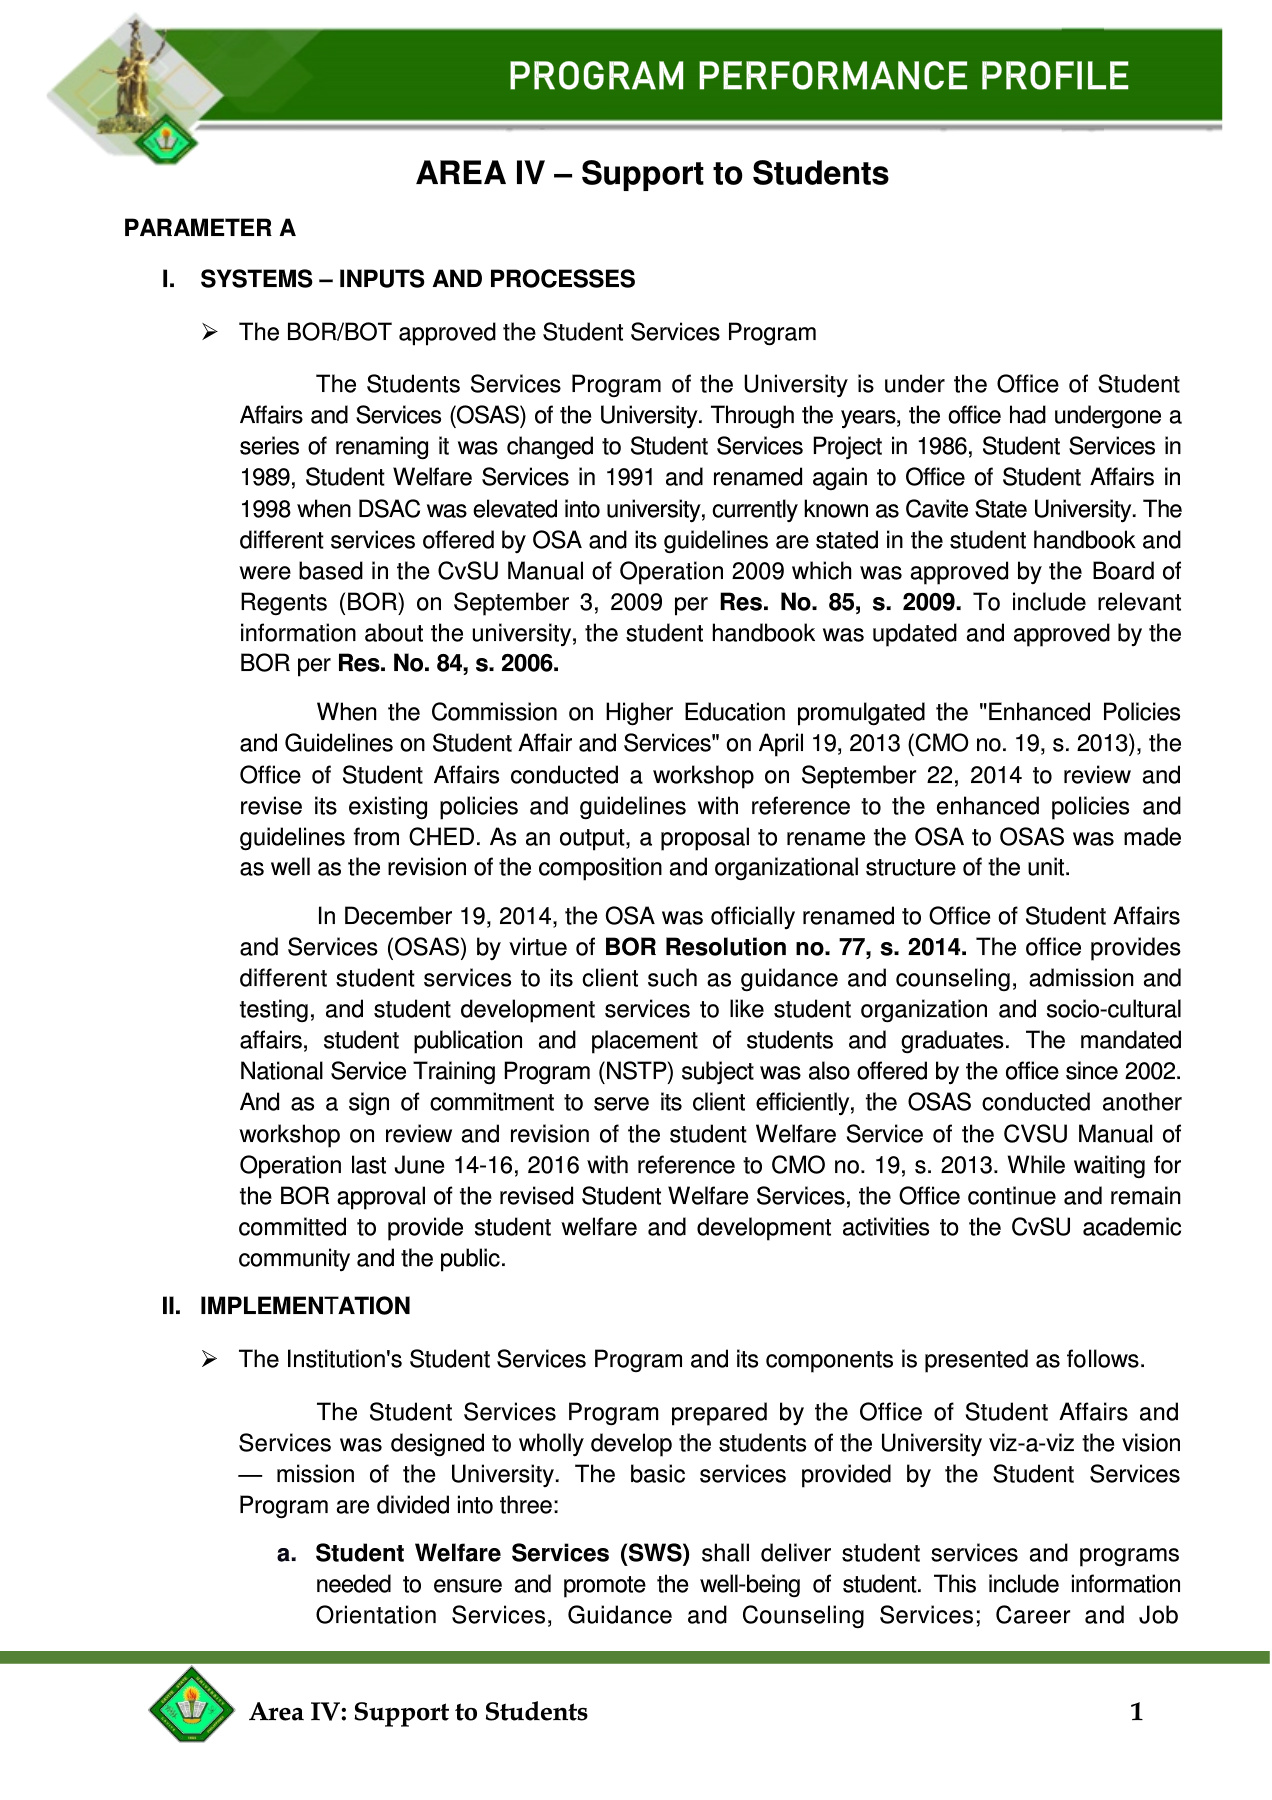 PROGRAM PERFORMANCE PROFILE
AREA IV – Support to Students
PARAMETER A
I. SYSTEMS – INPUTS AND PROCESSES
➢ The BOR/BOT approved the Student Services Program
The Students Services Program of the University is under the Office of Student
Affairs and Services (OSAS) of the University. Through the years, the office had undergone a
series of renaming it was changed to Student Services Project in 1986, Student Services in
1989, Student Welfare Services in 1991 and renamed again to Office of Student Affairs in
1998 when DSAC was elevated into university, currently known as Cavite State University. The
different services offered by OSA and its guidelines are stated in the student handbook and
were based in the CvSU Manual of Operation 2009 which was approved by the Board of
Regents (BOR) on September 3, 2009 per Res. No. 85, s. 2009. To include relevant
information about the university, the student handbook was updated and approved by the
BOR per Res. No. 84, s. 2006.
When the Commission on Higher Education promulgated the "Enhanced Policies
and Guidelines on Student Affair and Services" on April 19, 2013 (CMO no. 19, s. 2013), the
Office of Student Affairs conducted a workshop on September 22, 2014 to review and
revise its existing policies and guidelines with reference to the enhanced policies and
guidelines from CHED. As an output, a proposal to rename the OSA to OSAS was made
as well as the revision of the composition and organizational structure of the unit.
In December 19, 2014, the OSA was officially renamed to Office of Student Affairs
and Services (OSAS) by virtue of BOR Resolution no. 77, s. 2014. The office provides
different student services to its client such as guidance and counseling, admission and
testing, and student development services to like student organization and socio-cultural
affairs, student publication and placement of students and graduates. The mandated
National Service Training Program (NSTP) subject was also offered by the office since 2002.
And as a sign of commitment to serve its client efficiently, the OSAS conducted another
workshop on review and revision of the student Welfare Service of the CVSU Manual of
Operation last June 14-16, 2016 with reference to CMO no. 19, s. 2013. While waiting for
the BOR approval of the revised Student Welfare Services, the Office continue and remain
committed to provide student welfare and development activities to the CvSU academic
community and the public.
II. IMPLEMENTATION
➢ The Institution's Student Services Program and its components is presented as follows.
The Student Services Program prepared by the Office of Student Affairs and
Services was designed to wholly develop the students of the University viz-a-viz the vision
— mission of the University. The basic services provided by the Student Services
Program are divided into three:
a. Student Welfare Services (SWS) shall deliver student services and programs
needed to ensure and promote the well-being of student. This include information
Orientation Services, Guidance and Counseling Services; Career and Job
Area IV: Support to Students 1